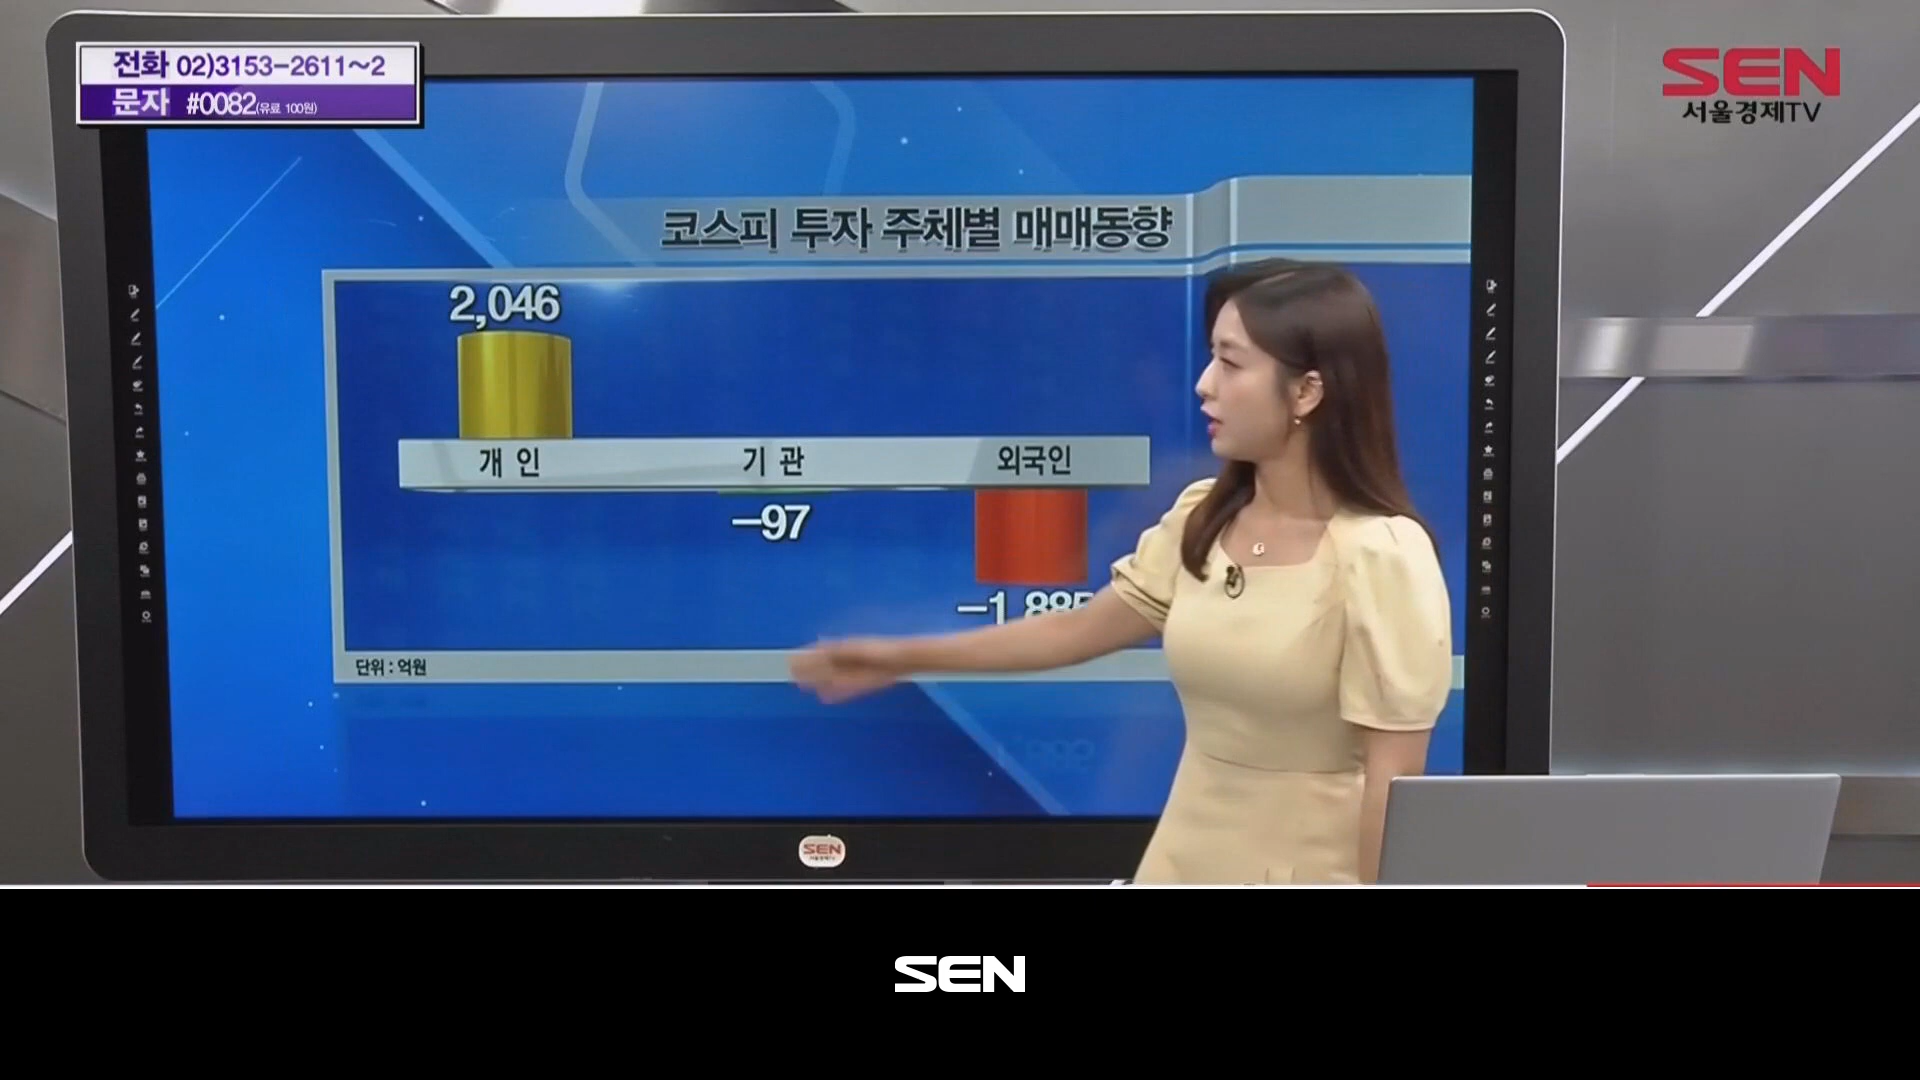 전화 02)3153-2611~2
문자 #0082(유료 100원)
SEN
서울경제TV
코스피 투자 주체별 매매동향
2,046
개 인
기 관
외국인
-97
단위 : 억원
SEN
SEN